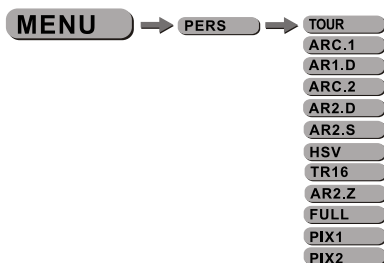 MENU PERS TOUR
ARC.1
AR1.D
ARC.2
AR2.D
AR2.S
HSV
TR16
AR2.Z
FULL
PIX1
PIX2